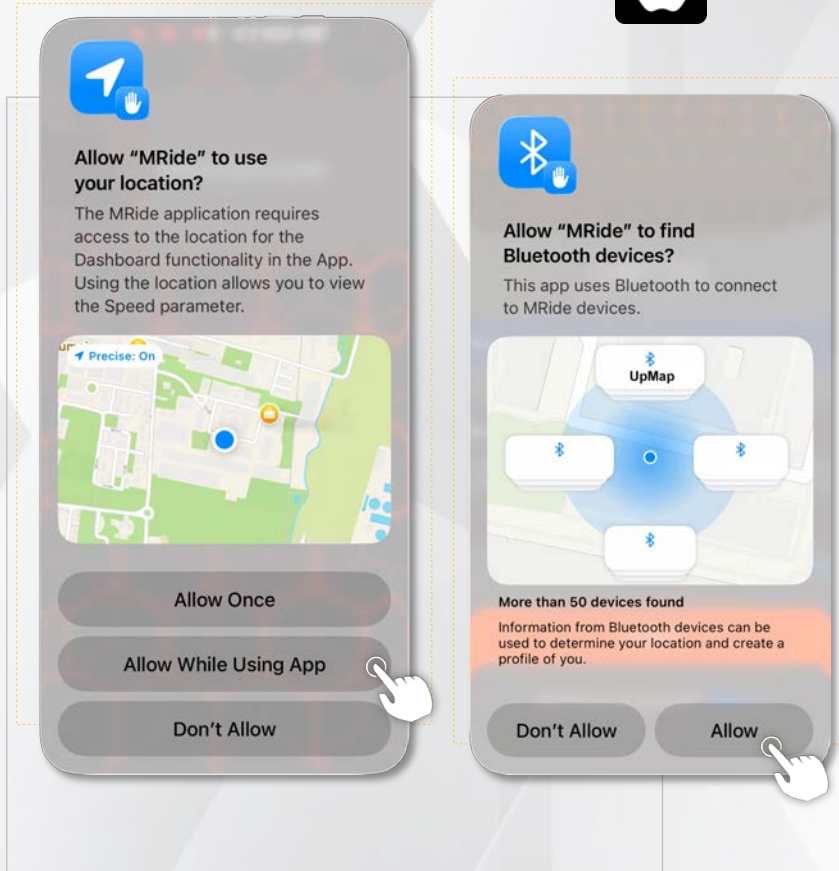 Allow “MRide” to use
your location?
The MRide application requires
access to the location for the
Dashboard functionality in the App.
Using the location allows you to view
the Speed parameter.
Precise: On
Allow Once
Allow While Using App
Don’t Allow
Allow “MRide” to find
Bluetooth devices?
This app uses Bluetooth to connect
to MRide devices.
UpMap
More than 50 devices found
Information from Bluetooth devices can be
used to determine your location and create a
profile of you.
Don’t Allow
Allow